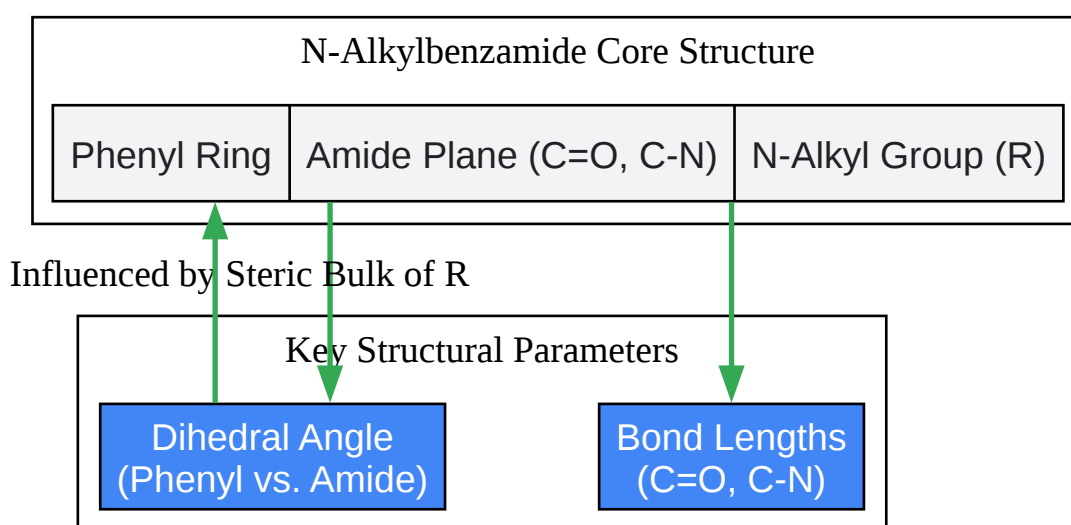 N-Alkylbenzamide Core Structure
Phenyl Ring
Amide Plane (C=O, C-N)
N-Alkyl Group (R)
Influenced by Steric Bulk of R
Key Structural Parameters
Dihedral Angle
(Phenyl vs. Amide)
Bond Lengths
(C=O, C-N)